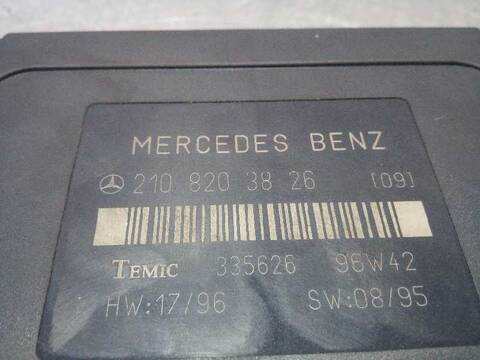 MERCEDES BENZ
210 820 38 26 [09]
TEMIC 335626 96W42
HW:17/96 SW:08/95